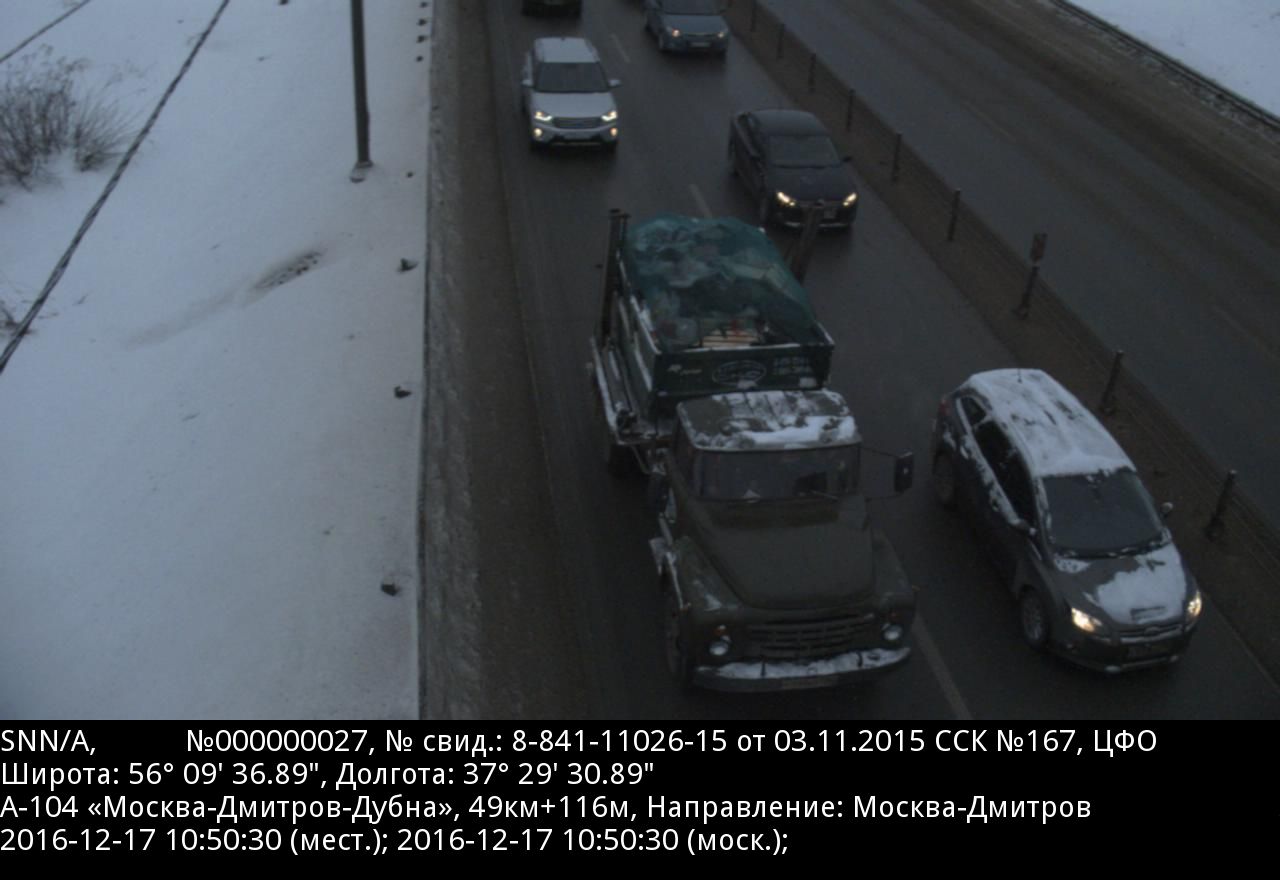 SNN/A, №000000027, № свид.: 8-841-11026-15 от 03.11.2015 ССК №167, ЦФО
Широта: 56° 09' 36.89", Долгота: 37° 29' 30.89"
А-104 «Москва-Дмитров-Дубна», 49км+116м, Направление: Москва-Дмитров
2016-12-17 10:50:30 (мест.); 2016-12-17 10:50:30 (моск.);